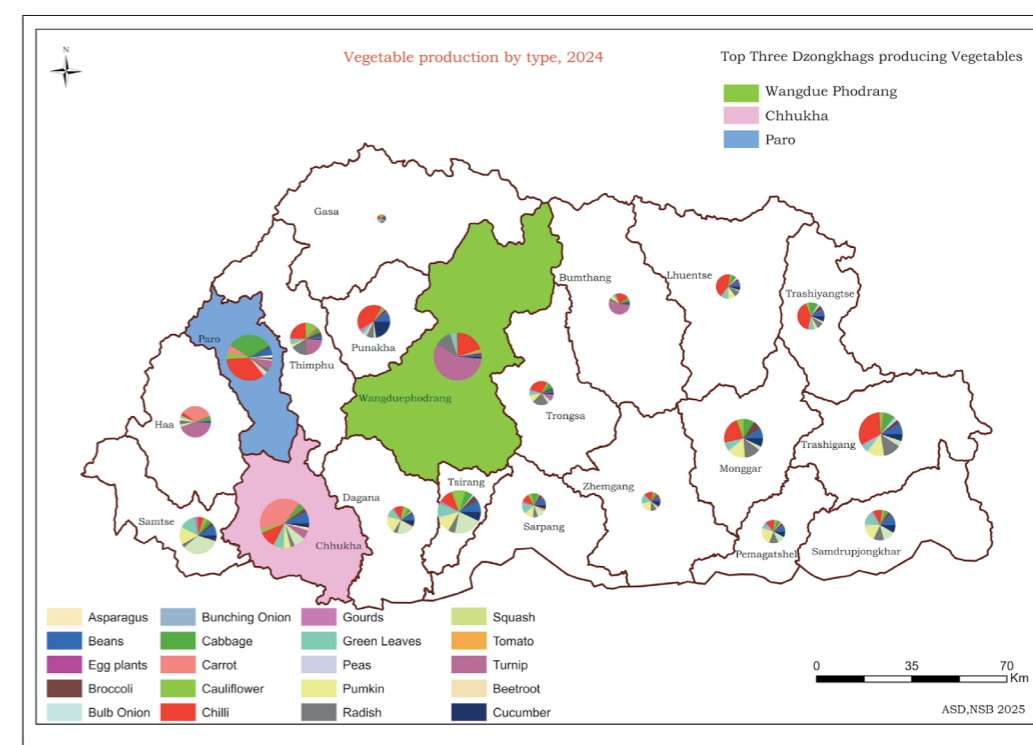 N
Vegetable production by type, 2024
Top Three Dzongkhags producing Vegetables
Wangdue Phodrang
Chhukha
Paro
Gasa
Bumthang
Lhuentse
Trashiyangtse
Paro
Thimphu
Punakha
Wangduephodrang
Trongsa
Haa
Monggar
Trashigang
Samtse
Chhukha
Dagana
Tsirang
Sarpang
Zhemgang
Pemagatshel
Samdrupjongkhar
Asparagus
Beans
Egg plants
Broccoli
Bulb Onion
Bunching Onion
Cabbage
Carrot
Cauliflower
Chilli
Gourds
Green Leaves
Peas
Pumkin
Radish
Squash
Tomato
Turnip
Beetroot
Cucumber
0 35 70
Km
ASD,NSB 2025